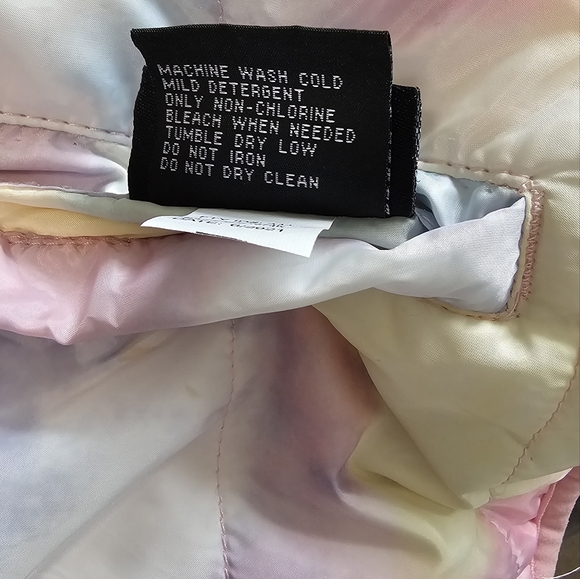 MACHINE WASH COLD
MILD DETERGENT
ONLY NON-CHLORINE
BLEACH WHEN NEEDED
TUMBLE DRY LOW
DO NOT IRON
DO NOT DRY CLEAN